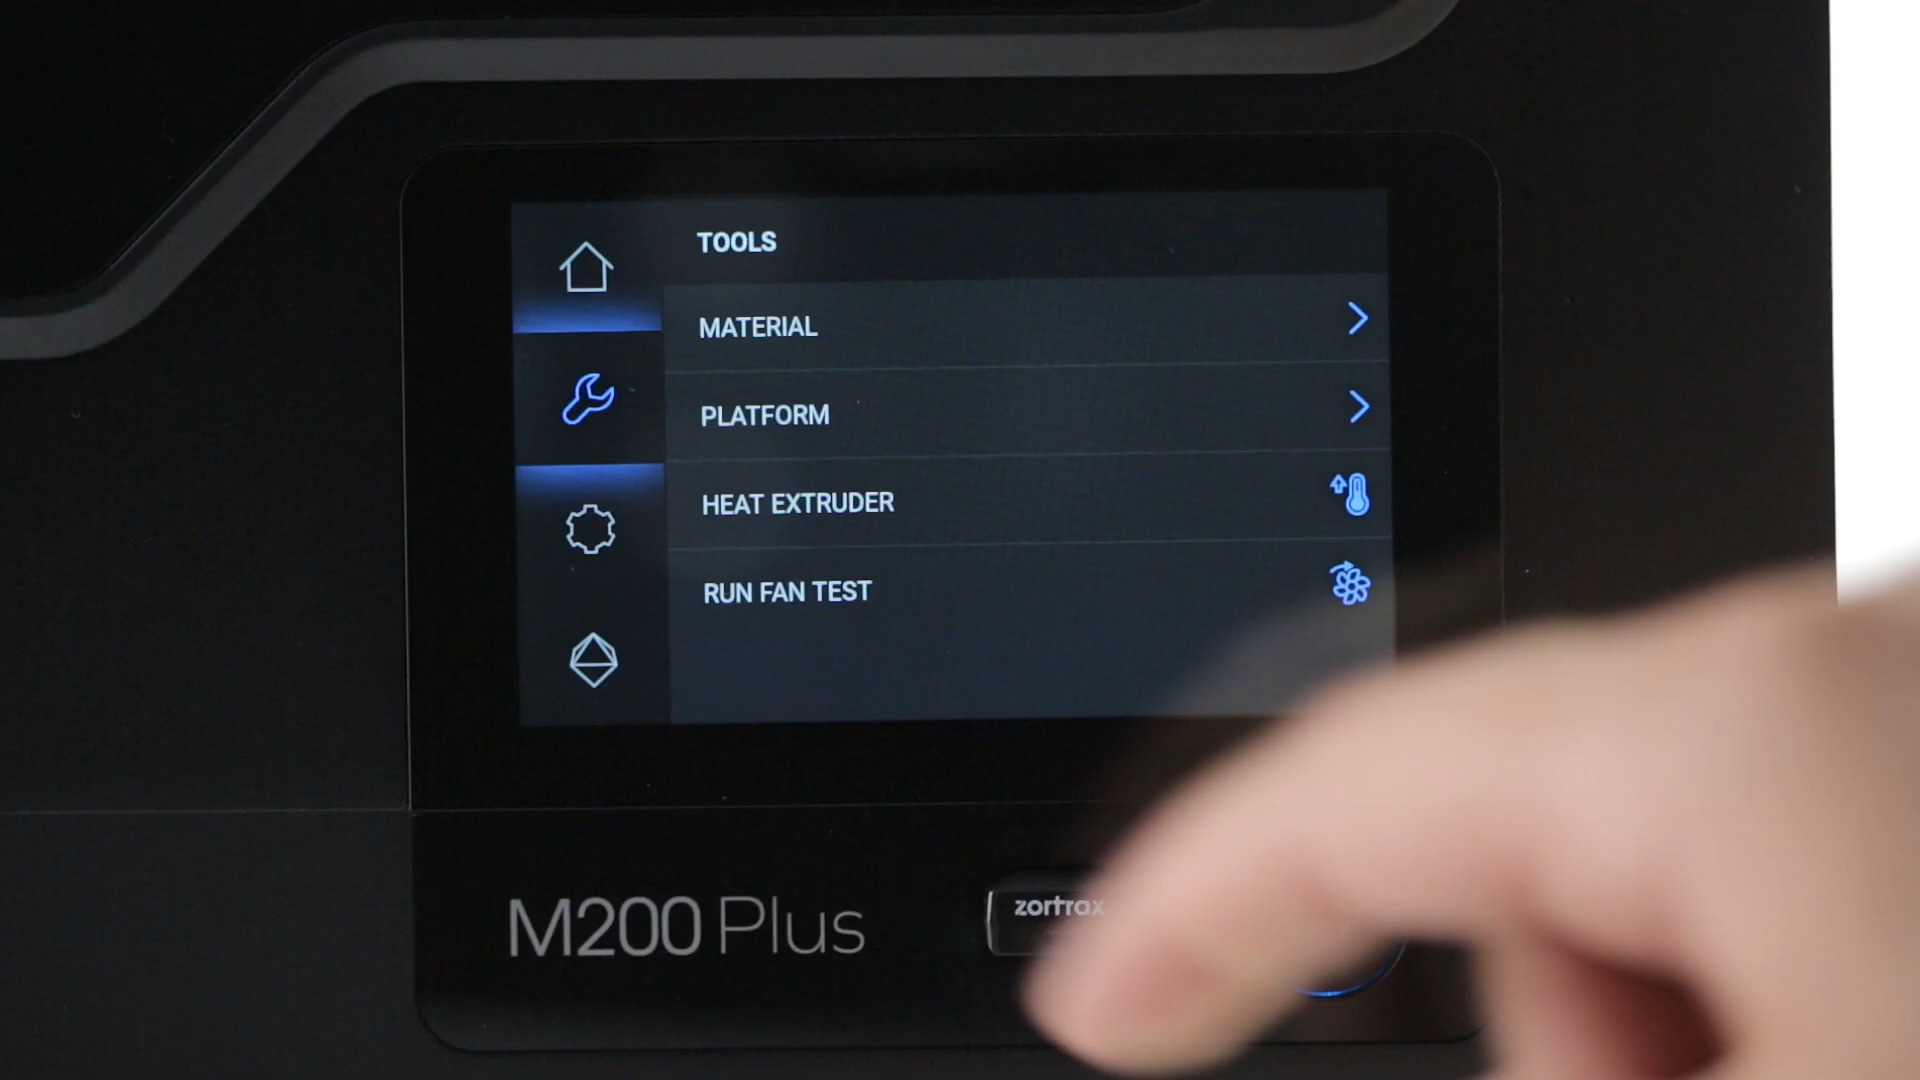 TOOLS
MATERIAL
PLATFORM
HEAT EXTRUDER
RUN FAN TEST
M200 Plus
zortrax